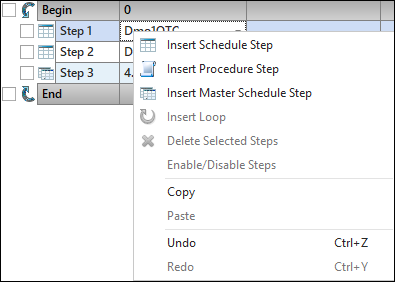 Begin 0
Step 1
Insert Schedule Step
Step 2 D
Insert Procedure Step
Step 3 4.
Insert Master Schedule Step
End
Insert Loop
Delete Selected Steps
Enable/Disable Steps
Copy
Paste
Undo Ctrl+Z
Redo Ctrl+Y